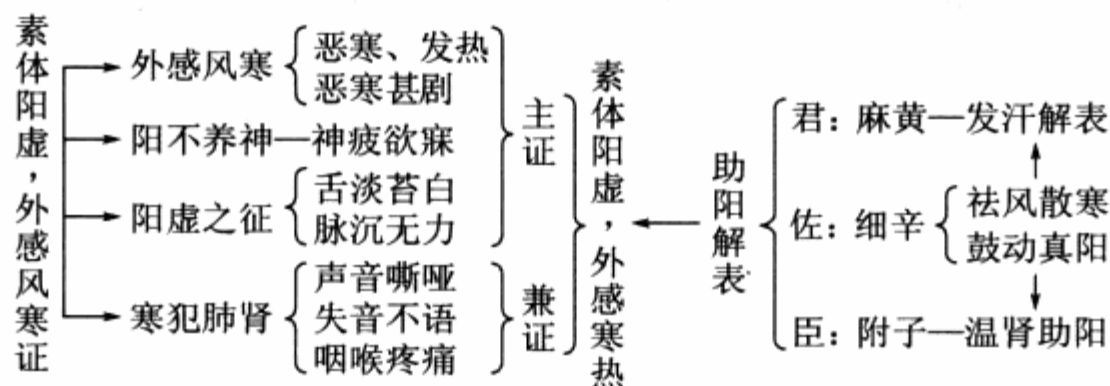 素体阳虚，外感风寒证
外感风寒
恶寒、发热
恶寒甚剧
阳不养神—神疲欲寐
阳虚之征
舌淡苔白
脉沉无力
寒犯肺肾
声音嘶哑
失音不语
咽喉疼痛
主证
兼证
素体阳虚，外感寒热
助阳解表
君：麻黄—发汗解表
佐：细辛
祛风散寒
鼓动真阳
臣：附子—温肾助阳